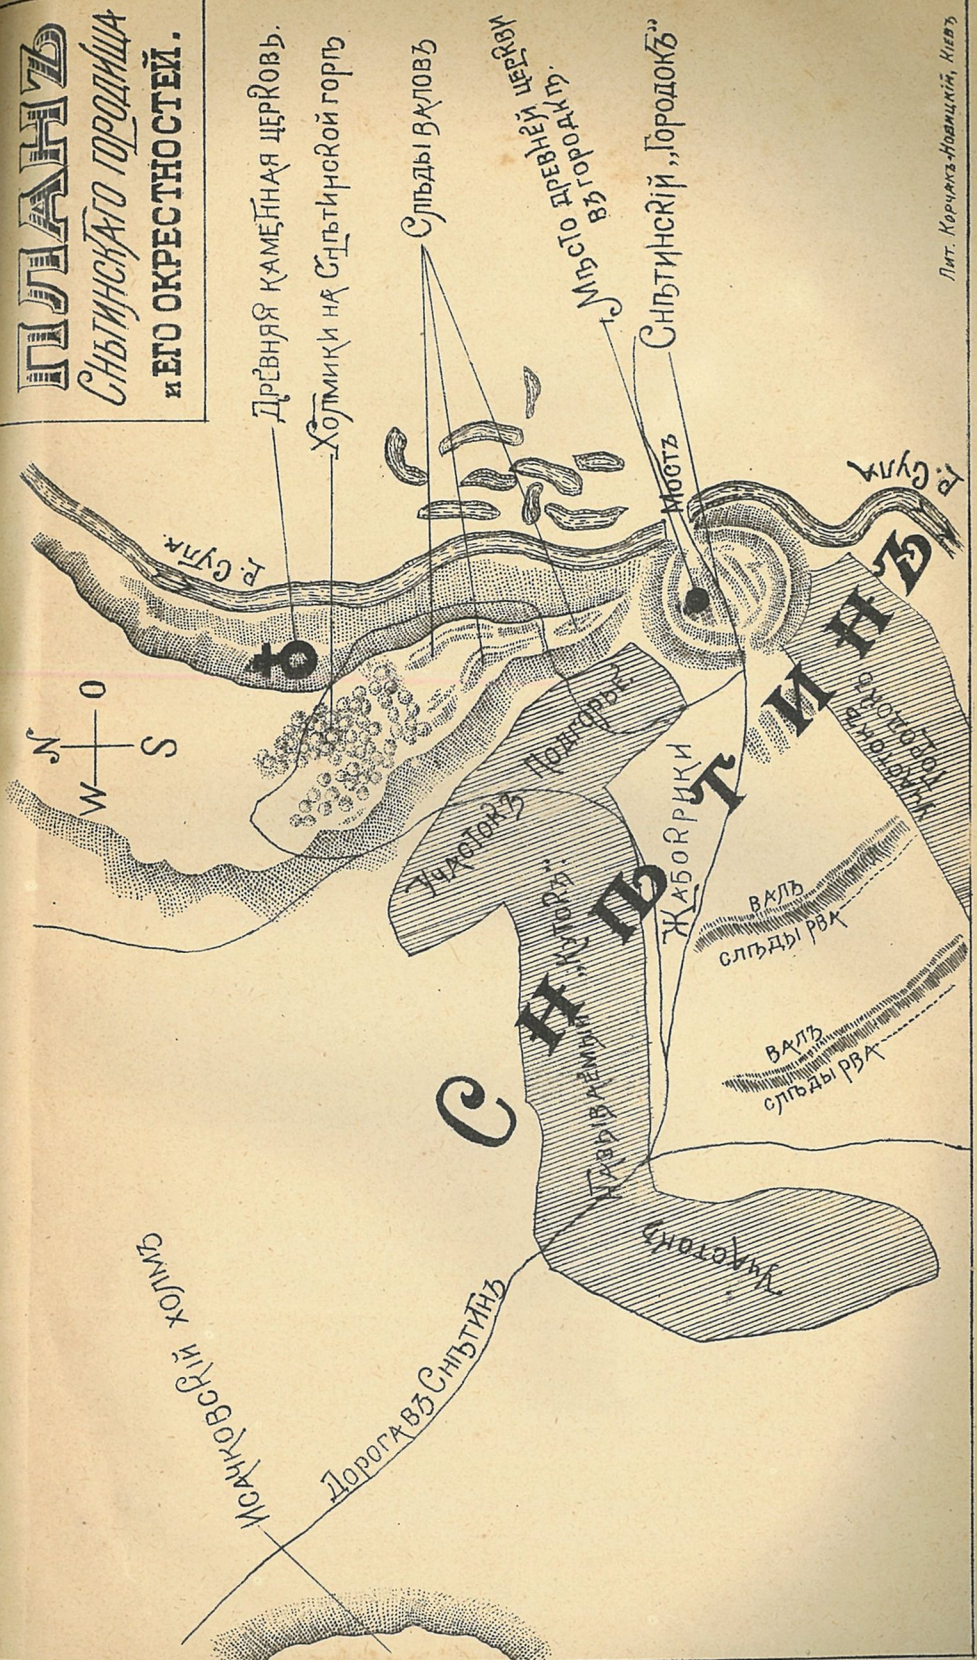 ПЛАНЪ
СНѢТИНСКАГО ГОРОДИЩА
и ЕГО ОКРЕСТНОСТЕЙ.
ДРЕВНЯЯ КАМЕННАЯ ЦЕРКОВЬ.
ХОЛМИКИ НА СНѢТИНСКОЙ ГОРѢ
СЛѢДЫ ВАЛОВЪ
МѢСТО ДРЕВНЕЙ ЦЕРКВИ
ВЪ ГОРОДКѢ.
СНѢТИНСКІЙ „ГОРОДОКЪ”
Лит. КОРЧАКЪ-НОВИЦКІЙ, КІЕВЪ
N
W O
S
Р. СУЛА.
Р. СУЛА
МОСТЪ
СНѢТИНЪ
УЧАСТОКЪ
ПОДГОРЬЕ.
УЧАСТОКЪ
ГОРОДОКЪ
ЖАБОКРИКИ
УЧАСТОКЪ
НАЗЫВАЕМЫЙ „ХУТОРЪ”.
ВАЛЪ
СЛѢДЫ РВА
ВАЛЪ
СЛѢДЫ РВА
ДОРОГА ВЪ СНѢТИНЪ
ИСАЧКОВСКІЙ ХОЛМЪ